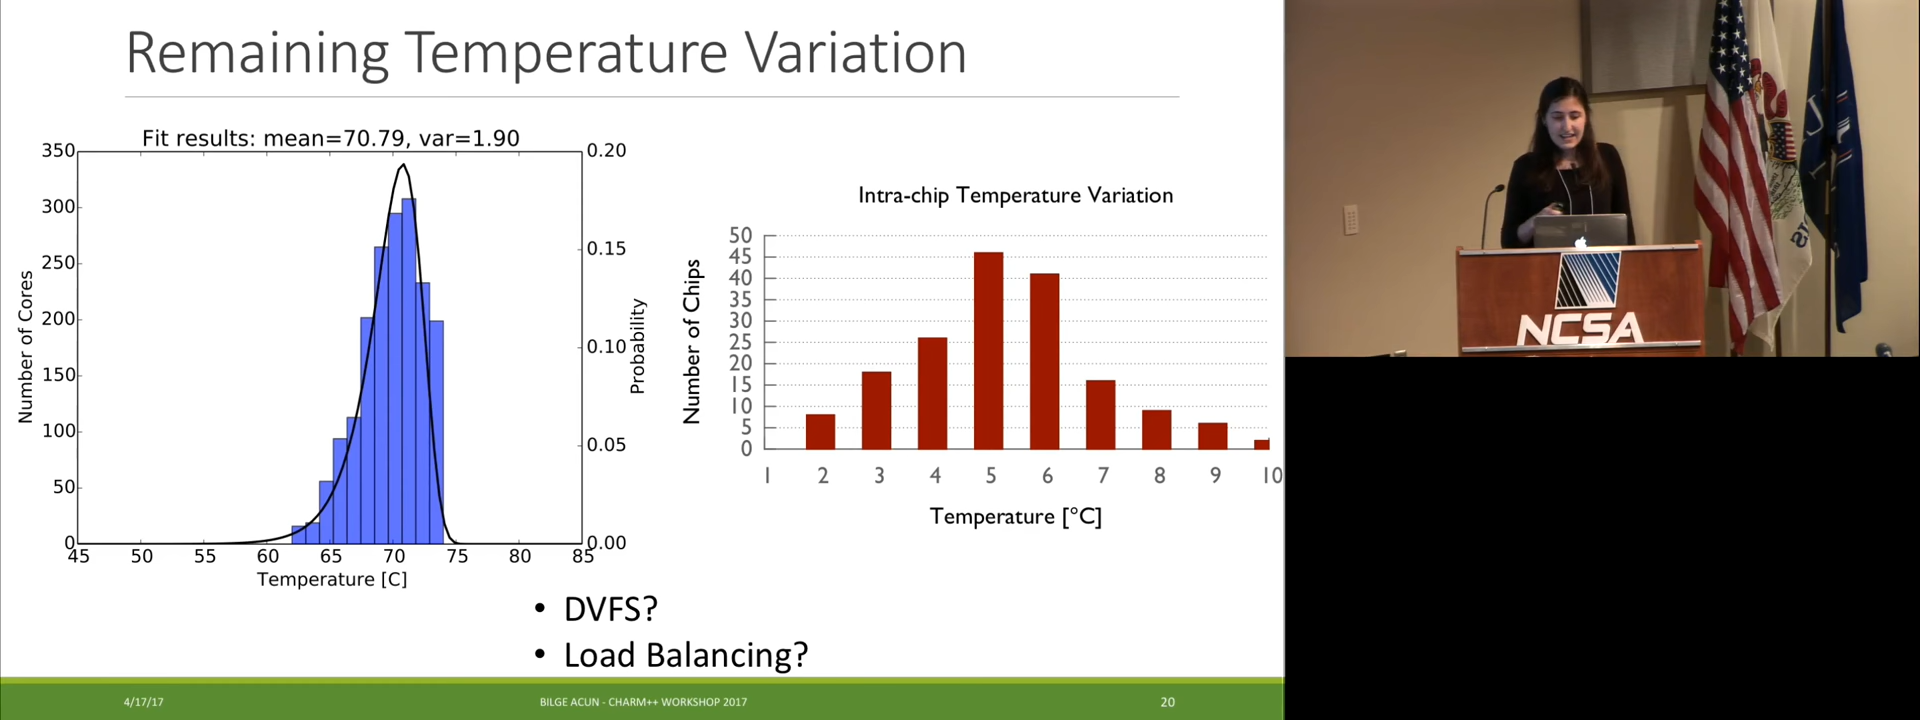 Remaining Temperature Variation
Fit results: mean=70.79, var=1.90
350
300
250
200
150
100
50
0
Number of Cores
0.20
0.15
0.10
0.05
0.00
Probability
45 50 55 60 65 70 75 80 85
Temperature [C]
Intra-chip Temperature Variation
50
45
40
35
30
25
20
15
10
5
0
Number of Chips
1 2 3 4 5 6 7 8 9 10
Temperature [°C]
• DVFS?
• Load Balancing?
4/17/17 BILGE ACUN - CHARM++ WORKSHOP 2017 20
NCSA